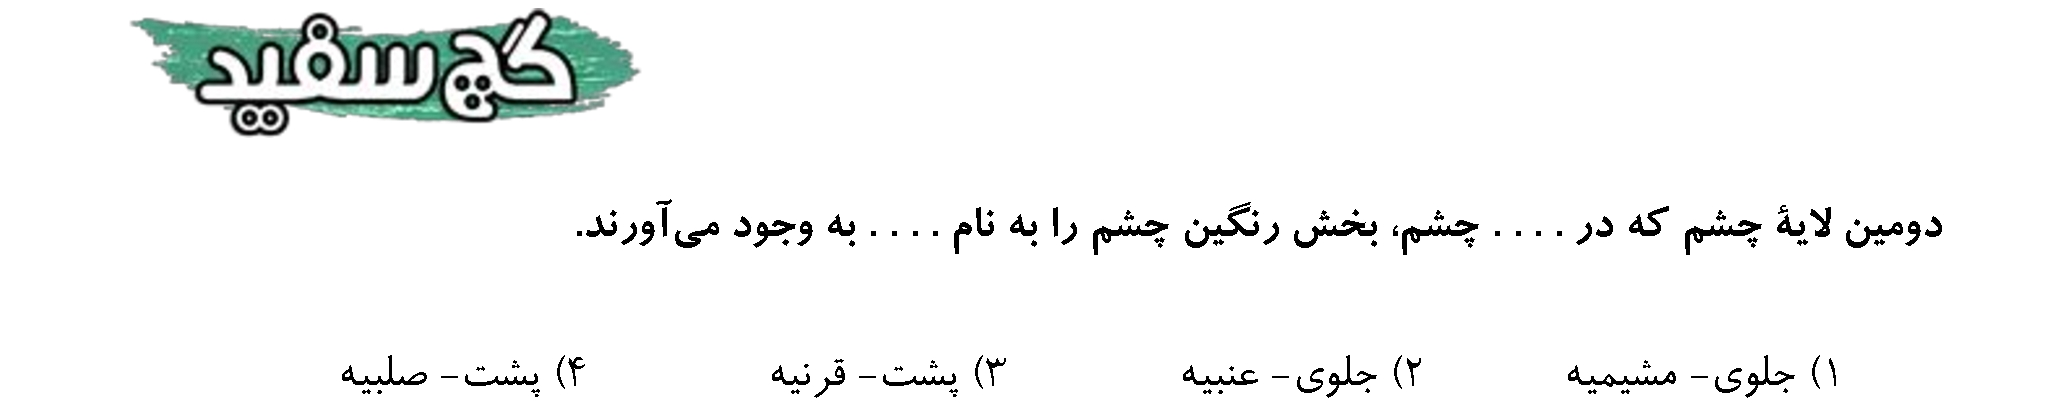 گچ سفید
دومین لایهٔ چشم که در . . . . چشم، بخش رنگین چشم را به نام . . . . به وجود می‌آورند.
۱) جلوی- مشیمیه ۲) جلوی- عنبیه ۳) پشت- قرنیه ۴) پشت- صلبیه